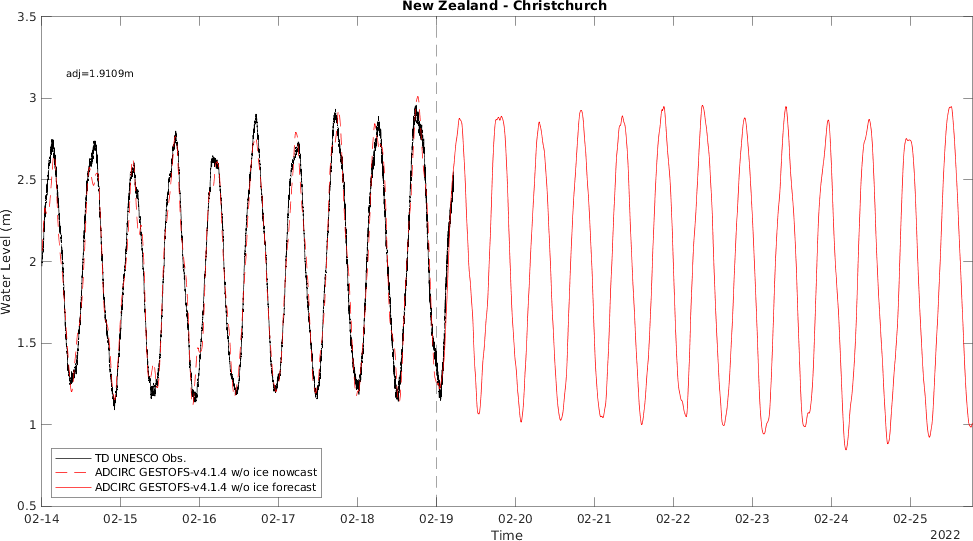 New Zealand - Christchurch
3.5
3
2.5
2
1.5
1
0.5
Water Level (m)
adj=1.9109m
TD UNESCO Obs.
ADCIRC GESTOFS-v4.1.4 w/o ice nowcast
ADCIRC GESTOFS-v4.1.4 w/o ice forecast
02-14 02-15 02-16 02-17 02-18 02-19 02-20 02-21 02-22 02-23 02-24 02-25
Time
2022